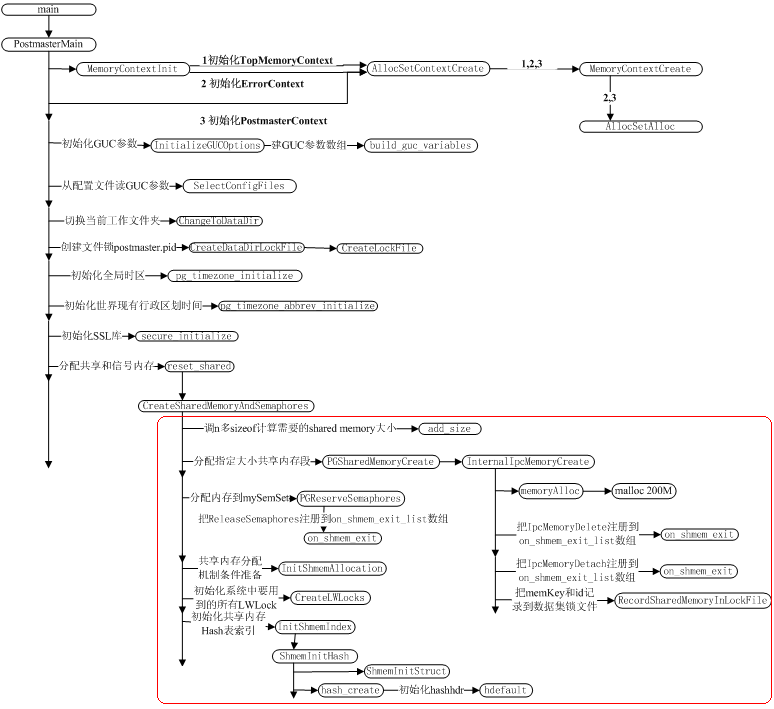 main
PostmasterMain
MemoryContextInit
1初始化TopMemoryContext
2 初始化ErrorContext
AllocSetContextCreate
1,2,3
MemoryContextCreate
2,3
AllocSetAlloc
3 初始化PostmasterContext
初始化GUC参数
InitializeGUCOptions
建GUC参数数组
build_guc_variables
从配置文件读GUC参数
SelectConfigFiles
切换当前工作文件夹
ChangeToDataDir
创建文件锁postmaster.pid
CreateDataDirLockFile
CreateLockFile
初始化全局时区
pg_timezone_initialize
初始化世界现有行政区划时间
pg_timezone_abbrev_initialize
初始化SSL库
secure_initialize
分配共享和信号内存
reset_shared
CreateSharedMemoryAndSemaphores
调n多sizeof计算需要的shared memory大小
add_size
分配指定大小共享内存段
PGSharedMemoryCreate
InternalIpcMemoryCreate
memoryAlloc
malloc 200M
分配内存到mySemSet
PGReserveSemaphores
把ReleaseSemaphores注册到on_shmem_exit_list数组
on_shmem_exit
把IpcMemoryDelete注册到
on_shmem_exit_list数组
on_shmem_exit
共享内存分配
机制条件准备
InitShmemAllocation
把IpcMemoryDetach注册到
on_shmem_exit_list数组
on_shmem_exit
初始化系统中要用
到的所有LWLock
CreateLWLocks
把memKey和id记
录到数据集锁文件
RecordSharedMemoryInLockFile
初始化共享内存
Hash表索引
InitShmemIndex
ShmemInitHash
ShmemInitStruct
hash_create
初始化hashhdr
hdefault